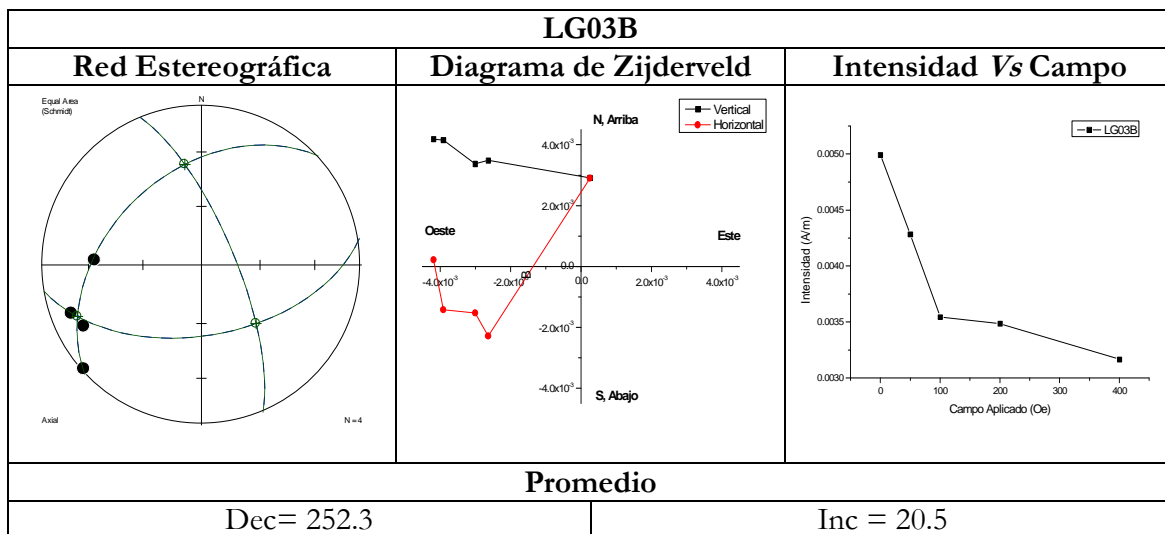 LG03B
Red Estereográfica
Diagrama de Zijderveld
Intensidad Vs Campo
Equal Area
(Schmidt)
N
Axial
N = 4
Vertical
Horizontal
N, Arriba
4.0x10⁻³
2.0x10⁻³
Oeste
Este
0.0
-4.0x10⁻³
0.0
2.0x10⁻³
4.0x10⁻³
-2.0x10⁻³
-4.0x10⁻³
S, Abajo
LG03B
0.0050
0.0045
0.0040
0.0035
0.0030
Intensidad (A/m)
0
100
200
300
400
Campo Aplicado (Oe)
Promedio
Dec= 252.3
Inc = 20.5